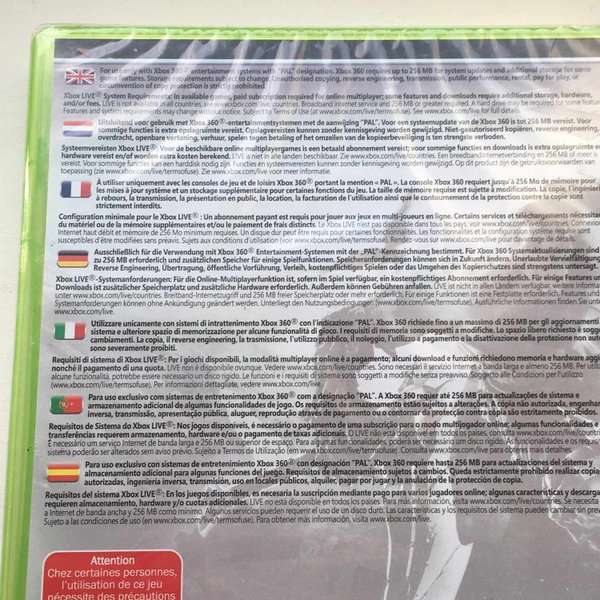 For use only with Xbox 360® entertainment systems with "PAL" designation. Xbox 360 requires up to 256 MB for system updates and additional storage for some
game features. Storage requirements subject to change. Unauthorised copying, reverse engineering, transmission, public performance, rental, pay for play, or
circumvention of copy protection is strictly prohibited.
Xbox LIVE® System Requirements: In available games, paid subscription required for online multiplayer; some features and downloads require additional storage, hardware,
and/or fees. LIVE is not available in all countries, see www.xbox.com/live/countries. Broadband internet service and 256 MB or greater required. A hard drive may be required for some features.
Features and system requirements may change without notice. Subject to Terms of Use (at www.xbox.com/live/termsofuse). See www.xbox.com/live for full details.
Uitsluitend voor gebruik met Xbox 360®-entertainmentsystemen met de aanwijzing "PAL". Voor een systeemupdate van de Xbox 360 is tot 256 MB vereist. Voor
sommige functies is extra opslagruimte vereist. Opslagvereisten kunnen zonder kennisgeving worden gewijzigd. Niet-geautoriseerd kopiëren, reverse engineering,
overdracht, openbare vertoning, verhuur, spelen tegen betaling of het omzeilen van de kopieerbeveiliging is ten strengste verboden.
Systeemvereisten Xbox LIVE®: Voor de beschikbare online multiplayergames is een betaald abonnement vereist; voor sommige functies en downloads is extra opslagruimte en
hardware vereist en/of worden extra kosten berekend. LIVE is niet in alle landen beschikbaar. Zie www.xbox.com/live/countries. Een breedbandinternetverbinding en 256 MB of meer is
vereist. Voor sommige functies kan een harddisk nodig zijn. Functies en systeemvereisten kunnen zonder kennisgeving Op dit product zijn de gebruiksvoorwaarden van
toepassing (zie www.xbox.com/live/termsofuse). Zie www.xbox.com/live voor meer informatie.
À utiliser uniquement avec les consoles de jeu et de loisirs Xbox 360® portant la mention « PAL ». La console Xbox 360 requiert jusqu'à 256 Mo de mémoire pour
les mises à jour système et un stockage supplémentaire pour certaines fonctions du jeu. La taille de mémoire requise est sujette à modification. La copie, l'ingénierie
à rebours, la transmission, la présentation en public, la location, la facturation de l'utilisation ainsi que le contournement de la protection contre la copie sont
strictement interdits.
Configuration minimale pour le Xbox LIVE® : Un abonnement payant est requis pour jouer aux jeux en multi-joueurs en ligne. Certains services et téléchargements nécessitent
du matériel ou de la mémoire supplémentaires et/ou le paiement de frais distincts. Le Xbox LIVE n'est pas disponible dans tous les pays, voir www.xbox.com/live/countries.
Internet haut débit et mémoire de 256 Mo minimum requises. Un disque dur peut être requis pour certaines fonctionnalités. Les fonctionnalités et la configuration système sont
susceptibles d'être modifiées sans préavis. Sujets aux conditions d'utilisation (voir www.xbox.com/live/termsofuse). Rendez-vous sur www.xbox.com/live pour davantage de détails.
Ausschließlich für die Verwendung mit Xbox 360® Entertainment-Systemen mit der „PAL"-Kennzeichnung bestimmt. Für Xbox 360 Systemaktualisierungen sind
zu 256 MB erforderlich und zusätzlicher Speicher für einige Spielfunktionen. Speicheranforderungen können sich in Zukunft ändern. Unerlaubte Vervielfältigung,
Reverse Engineering, Übertragung, öffentliche Vorführung, Verleih, kostenpflichtiges Spielen oder das Umgehen des Kopierschutzes sind strengstens untersagt.
Xbox LIVE®-Systemanforderungen: Für die Online-Multiplayerfunktion ist, sofern in Spielen verfügbar, ein kostenpflichtiges Abonnement erforderlich. Für einige Features und
Downloads ist zusätzlicher Speicherplatz und zusätzliche Hardware erforderlich. Außerdem können Gebühren anfallen. LIVE ist nicht in allen Ländern verfügbar, weitere Informationen
unter www.xbox.com/live/countries. Breitband-Internetzugriff und 256 MB freier Speicherplatz oder mehr erforderlich. Für einige Funktionen ist eine Festplatte erforderlich. Features und
Systemanforderungen können ohne Ankündigung geändert werden. Unterliegt den Nutzungsbedingungen (www.xbox.com/live/termsofuse). Ausführliche Informationen finden Sie unter
www.xbox.com/live.
Utilizzare unicamente con sistemi di intrattenimento Xbox 360® con l'indicazione "PAL". Xbox 360 richiede fino a un massimo di 256 MB per gli aggiornamenti del
sistema e ulteriore spazio di memorizzazione per alcune funzionalità di gioco. I requisiti di memoria sono soggetti a modifiche. Lo spazio richiesto è soggetto a
cambiamenti. La copia, il reverse engineering, la trasmissione, l'utilizzo pubblico, il noleggio, l'utilizzo a pagamento e la disattivazione della protezione non autorizzati
sono severamente proibiti.
Requisiti di sistema di Xbox LIVE®: Per i giochi disponibili, la modalità multiplayer online è a pagamento; alcuni download e funzioni richiedono memoria e hardware aggiuntivi
nonché il pagamento di una quota. LIVE non è disponibile ovunque. Vedere www.xbox.com/live/countries. Sono necessari il servizio Internet a banda larga e almeno 256 MB. Per
alcune funzionalità, potrebbe essere necessario il disco rigido. Le funzioni e i requisiti di sistema sono soggetti a modifiche. Soggetto alle Condizioni per l'utilizzo
(www.xbox.com/live/termsofuse). Per dettagli, vedere www.xbox.com/live.
Para uso exclusivo com sistemas de entretenimento Xbox 360® com a designação "PAL". A Xbox 360 requer até 256 MB para actualizações de sistema e
armazenamento adicional de algumas funcionalidades de jogo. Os requisitos de armazenamento estão sujeitos a alterações. A cópia não autorizada, engenharia
inversa, transmissão, apresentação pública, aluguer, reprodução através de pagamento ou contorno da protecção contra cópia são estritamente proibidos.
Requisitos de Sistema do Xbox LIVE®: Nos jogos disponíveis, é necessário o pagamento de uma subscrição para o modo multijogador online; algumas funcionalidades e
transferências requerem armazenamento, hardware e/ou o pagamento de taxas adicionais. O LIVE não está disponível em todos os países, consulte www.xbox.com/live/countries.
É necessário um serviço Internet de banda larga e 256 MB ou superior de espaço. Para algumas funcionalidades, poderá ser necessário um disco rígido. As funcionalidades e os requisitos do sistema
poderão ser alterados sem aviso prévio. Sujeito a Termos de Utilização (em www.xbox.com/live/termsofuse). Consulte www.xbox.com/live para mais informações.
Para uso exclusivo con sistemas de entretenimiento Xbox 360® con designación "PAL". Xbox 360 requiere hasta 256 MB para actualizaciones del sistema y
almacenamiento adicional para algunas funciones del juego. Requisitos de almacenamiento sujetos a cambios. Queda estrictamente prohibido realizar copias no
autorizadas, ingeniería inversa, transmisión, uso en locales públicos, alquiler, pagar por jugar y la anulación de la protección de copia.
Requisitos del sistema Xbox LIVE®: En los juegos disponibles, es necesaria la suscripción mediante pago para varios jugadores online; algunas características y descargas
requieren almacenamiento, hardware y/o cuotas adicionales. LIVE no está disponible en todos los países. Para más información, visita www.xbox.com/live/countries. Se necesita
Internet de banda ancha y 256 MB como mínimo. Algunos servicios pueden requerir el uso de un disco duro. Las características y los requisitos del sistema pueden cambiar sin previo
Sujeto a las condiciones de uso (en www.xbox.com/live/termsofuse). Para obtener más información, visita www.xbox.com/live.
Attention
Chez certaines personnes,
l'utilisation de ce jeu
nécessite des précautions